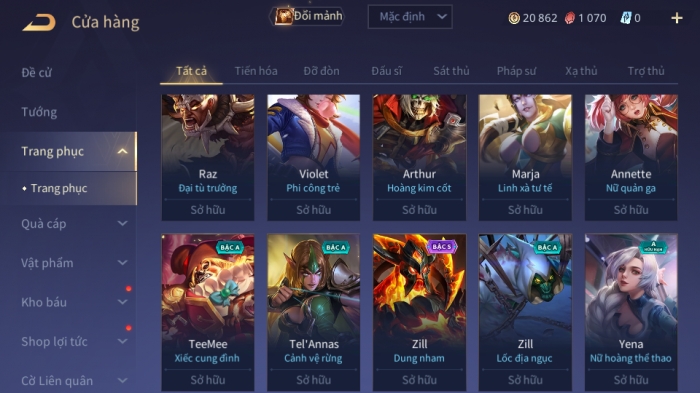 Cửa hàng
Đổi mảnh
Mặc định
20 862
1 070
0
Đề cử
Tướng
Trang phục
Trang phục
Quà cáp
Vật phẩm
Kho báu
Shop lợi tức
Cờ Liên quân
Tất cả Tiến hóa Đỡ đòn Đấu sĩ Sát thủ Pháp sư Xạ thủ Trợ thủ
Raz
Đại tù trưởng
Sở hữu
Violet
Phi công trẻ
Sở hữu
Arthur
Hoàng kim cốt
Sở hữu
Marja
Linh xà tư tế
Sở hữu
Annette
Nữ quản ga
Sở hữu
BẬC A
TeeMee
Xiếc cung đình
Sở hữu
BẬC A
Tel'Annas
Cảnh vệ rừng
Sở hữu
BẬC S
Zill
Dung nham
Sở hữu
BẬC A
Zill
Lốc địa ngục
Sở hữu
A
HỮU HẠN
Yena
Nữ hoàng thể thao
Sở hữu